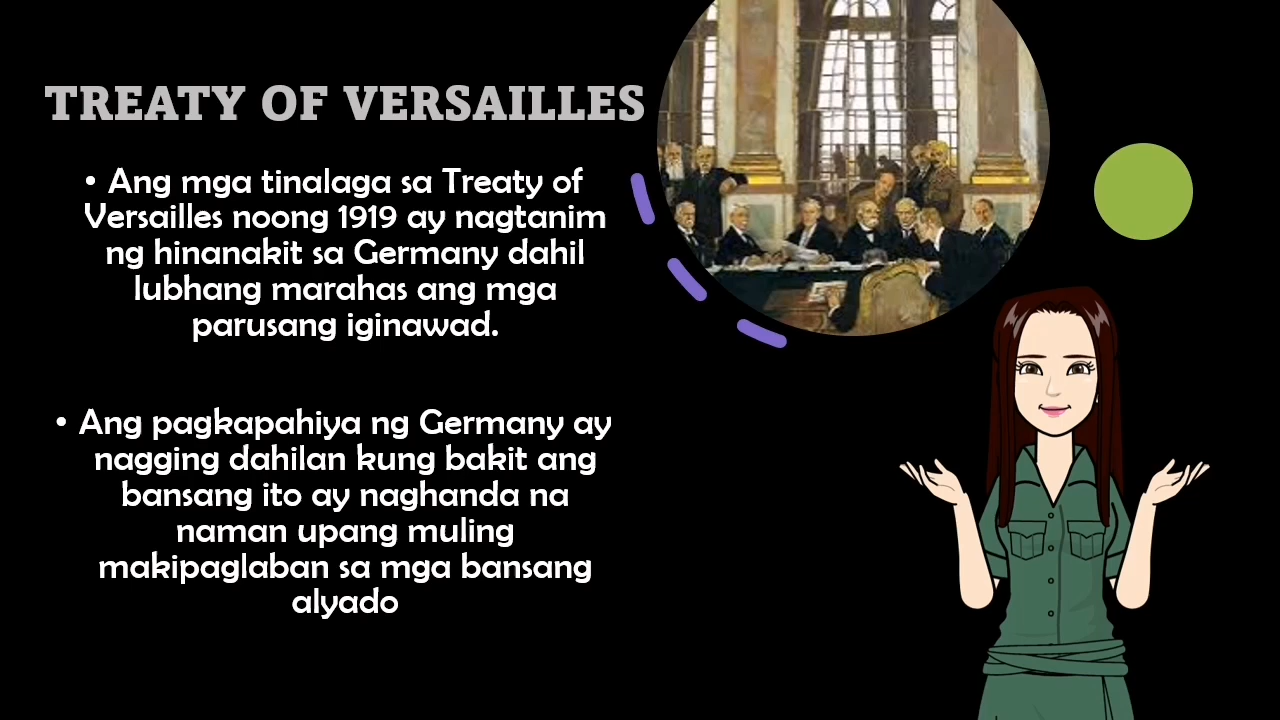 TREATY OF VERSAILLES
• Ang mga tinalaga sa Treaty of
Versailles noong 1919 ay nagtanim
ng hinanakit sa Germany dahil
lubhang marahas ang mga
parusang iginawad.
• Ang pagkapahiya ng Germany ay
nagging dahilan kung bakit ang
bansang ito ay naghanda na
naman upang muling
makipaglaban sa mga bansang
alyado